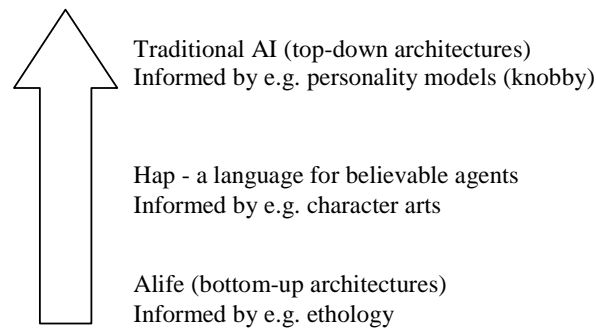 Traditional AI (top-down architectures)
Informed by e.g. personality models (knobby)
Hap - a language for believable agents
Informed by e.g. character arts
Alife (bottom-up architectures)
Informed by e.g. ethology